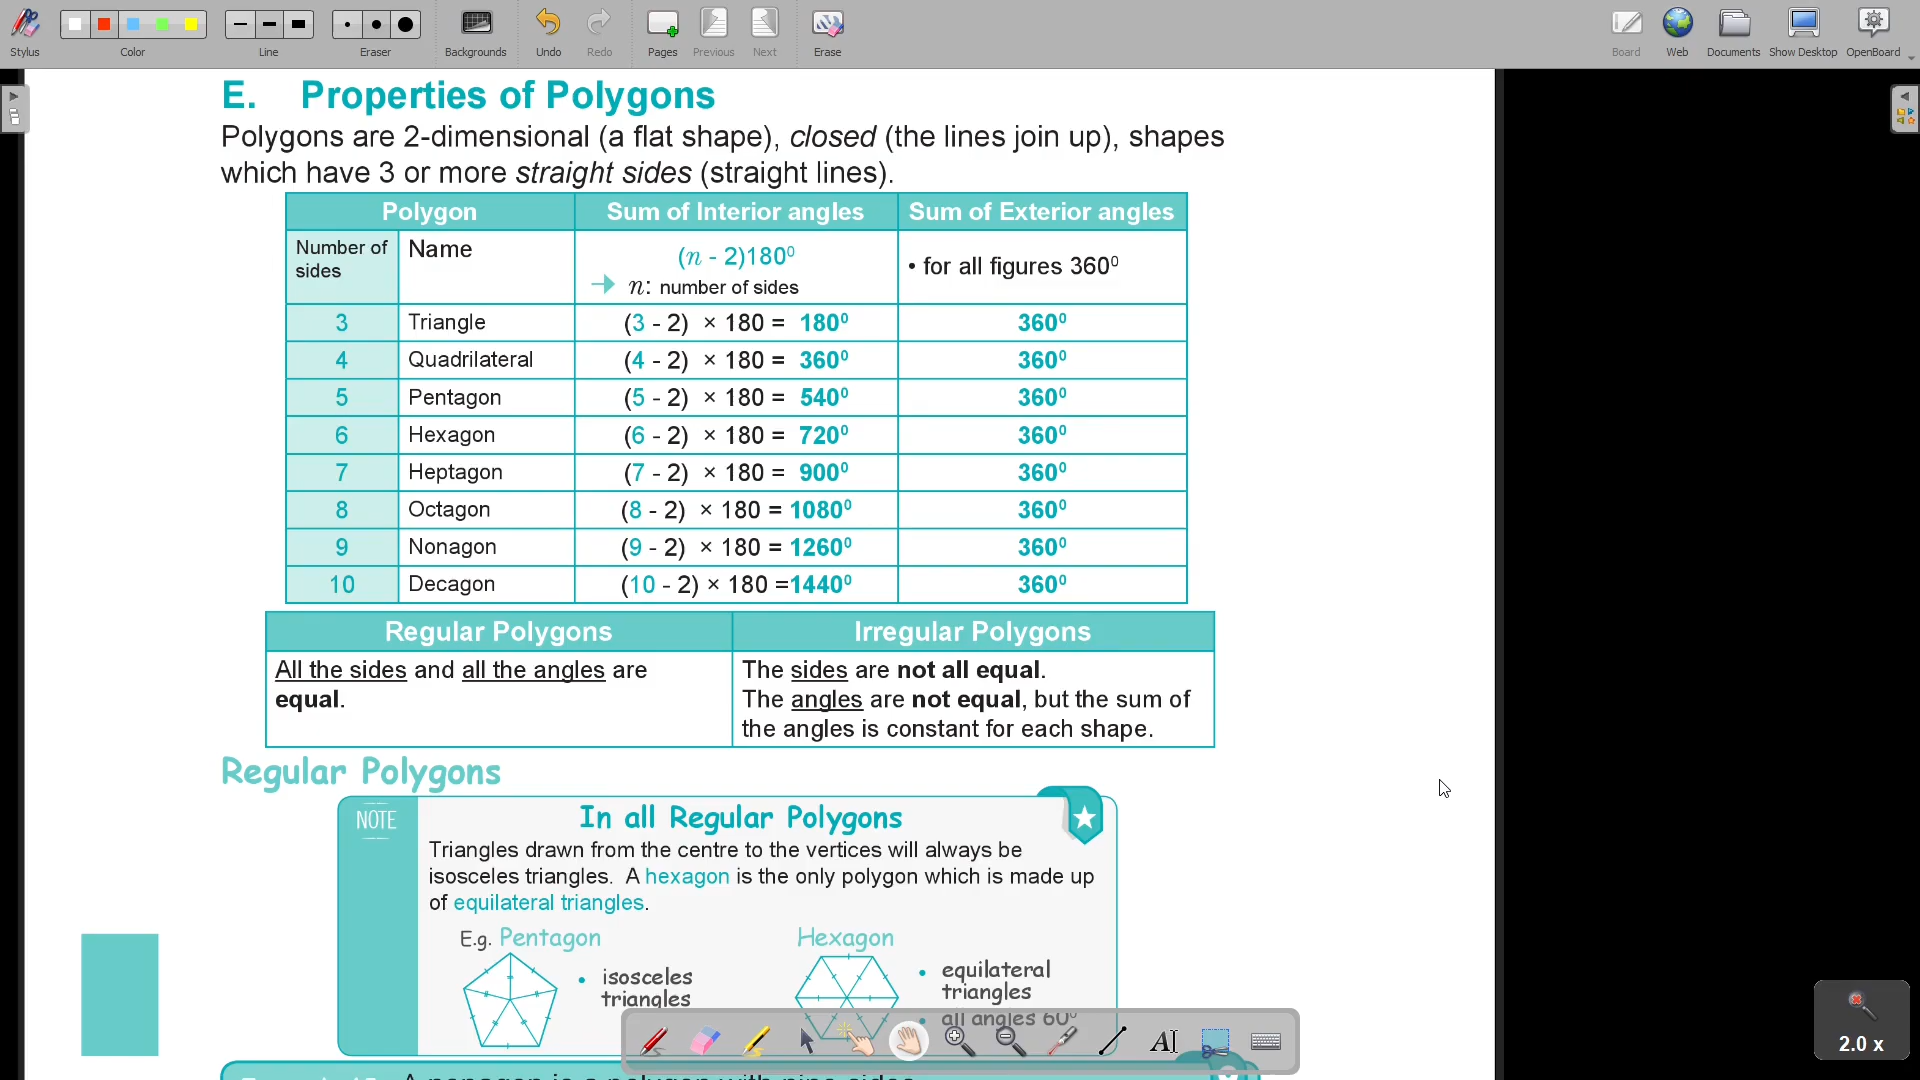 Stylus
Color
Line
Eraser
Backgrounds
Undo
Redo
Pages
Previous
Next
Erase
Board
Web
Documents
Show Desktop
OpenBoard
E. Properties of Polygons
Polygons are 2-dimensional (a flat shape), closed (the lines join up), shapes
which have 3 or more straight sides (straight lines).
Polygon Sum of Interior angles Sum of Exterior angles
Number of sides Name (n - 2)180⁰ • for all figures 360⁰
→ n: number of sides
3 Triangle (3 - 2) × 180 = 180⁰ 360⁰
4 Quadrilateral (4 - 2) × 180 = 360⁰ 360⁰
5 Pentagon (5 - 2) × 180 = 540⁰ 360⁰
6 Hexagon (6 - 2) × 180 = 720⁰ 360⁰
7 Heptagon (7 - 2) × 180 = 900⁰ 360⁰
8 Octagon (8 - 2) × 180 = 1080⁰ 360⁰
9 Nonagon (9 - 2) × 180 = 1260⁰ 360⁰
10 Decagon (10 - 2) × 180 =1440⁰ 360⁰
Regular Polygons Irregular Polygons
All the sides and all the angles are
equal.
The sides are not all equal.
The angles are not equal, but the sum of
the angles is constant for each shape.
Regular Polygons
NOTE
In all Regular Polygons
Triangles drawn from the centre to the vertices will always be
isosceles triangles. A hexagon is the only polygon which is made up
of equilateral triangles.
E.g. Pentagon
• isosceles
triangles
Hexagon
• equilateral
triangles
• all angles 60⁰
A nonagon is a polygon with nine sides
AI
2.0 x